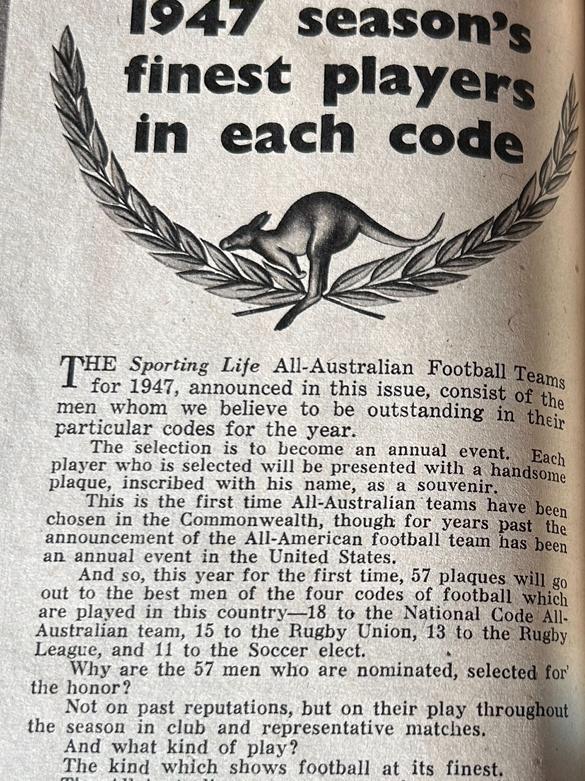 1947 season's
finest players
in each code
THE Sporting Life All-Australian Football Teams
for 1947, announced in this issue, consist of the
men whom we believe to be outstanding in their
particular codes for the year.
The selection is to become an annual event. Each
player who is selected will be presented with a handsome
plaque, inscribed with his name, as a souvenir.
This is the first time All-Australian teams have been
chosen in the Commonwealth, though for years past the
announcement of the All-American football team has been
an annual event in the United States.
And so, this year for the first time, 57 plaques will go
out to the best men of the four codes of football which
are played in this country—18 to the National Code All-
Australian team, 15 to the Rugby Union, 13 to the Rugby
League, and 11 to the Soccer elect.
Why are the 57 men who are nominated, selected for
the honor?
Not on past reputations, but on their play throughout
the season in club and representative matches.
And what kind of play?
The kind which shows football at its finest.